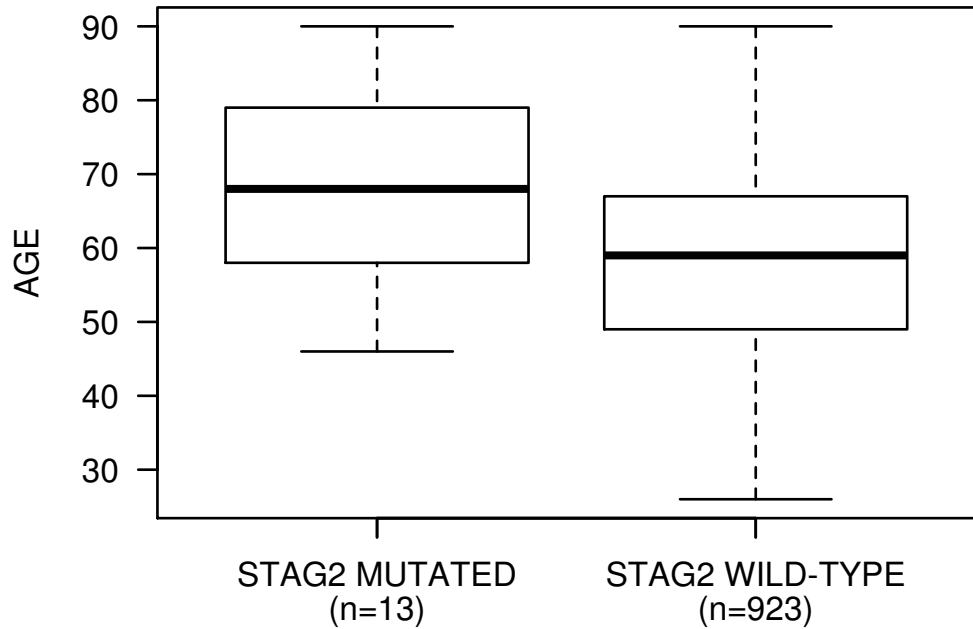 90
80
70
60
50
40
30
AGE
STAG2 MUTATED
(n=13)
STAG2 WILD-TYPE
(n=923)